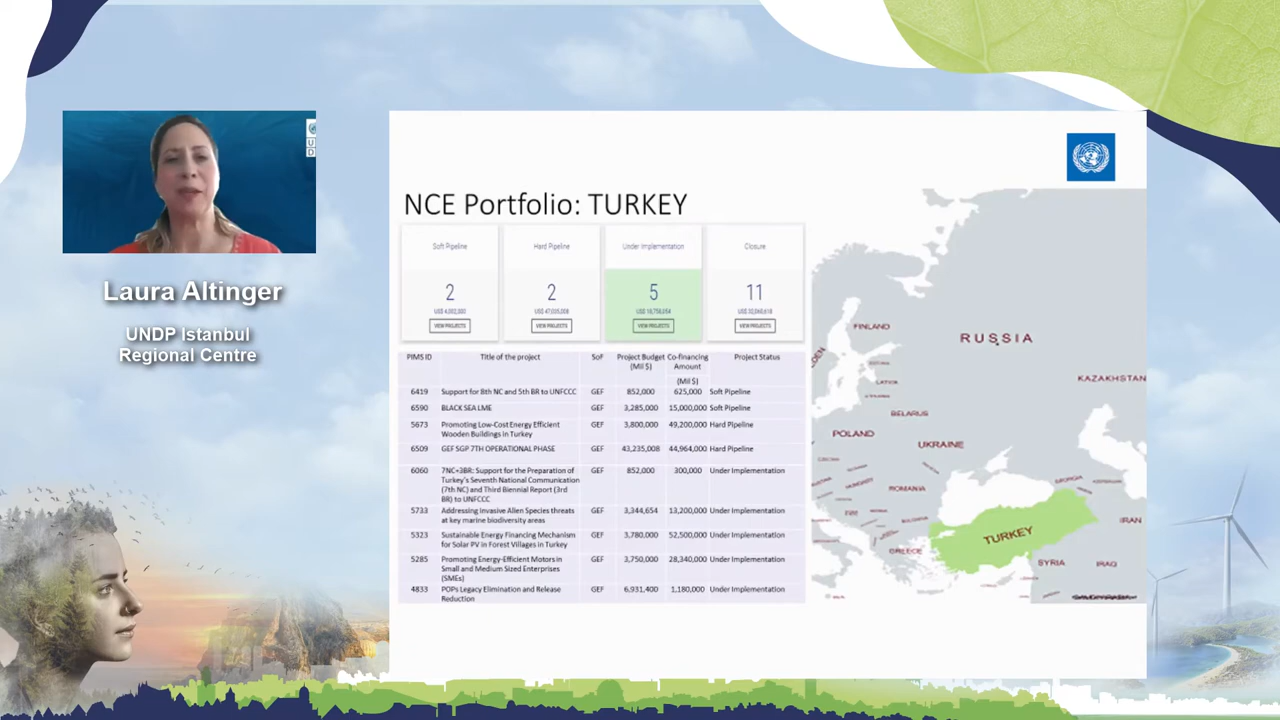 Laura Altinger
UNDP Istanbul
Regional Centre
NCE Portfolio: TURKEY
Soft Pipeline
2
VIEW PROJECTS
Hard Pipeline
2
VIEW PROJECTS
Under Implementation
5
VIEW PROJECTS
Closure
11
VIEW PROJECTS
PIMS ID Title of the project SoF Project Budget (Mil $) Co-financing Amount (Mil $) Project Status
6419 Support for 8th NC and 5th BR to UNFCCC GEF 852,000 625,000 Soft Pipeline
6590 BLACK SEA LME GEF 3,285,000 15,000,000 Soft Pipeline
5673 Promoting Low-Cost Energy Efficient GEF 3,800,000 49,200,000 Hard Pipeline
Wooden Buildings in Turkey
6509 GEF SGP 7TH OPERATIONAL PHASE GEF 43,235,008 44,964,000 Hard Pipeline
6060 7NC+3BR: Support for the Preparation of GEF 852,000 300,000 Under Implementation
Turkey's Seventh National Communication
(7th NC) and Third Biennial Report (3rd
BR) to UNFCCC
5733 Addressing Invasive Alien Species threats GEF 3,344,654 13,200,000 Under Implementation
at key marine biodiversity areas
5323 Sustainable Energy Financing Mechanism GEF 3,780,000 52,500,000 Under Implementation
for Solar PV in Forest Villages in Turkey
5285 Promoting Energy-Efficient Motors in GEF 3,750,000 28,340,000 Under Implementation
Small and Medium Sized Enterprises
(SMEs)
4833 POPs Legacy Elimination and Release GEF 6,931,400 1,180,000 Under Implementation
Reduction
FINLAND
RUSSIA
KAZAKHSTAN
BELARUS
POLAND
UKRAINE
ROMANIA
GEORGIA
TURKEY
GREECE
IRAN
SYRIA
IRAQ